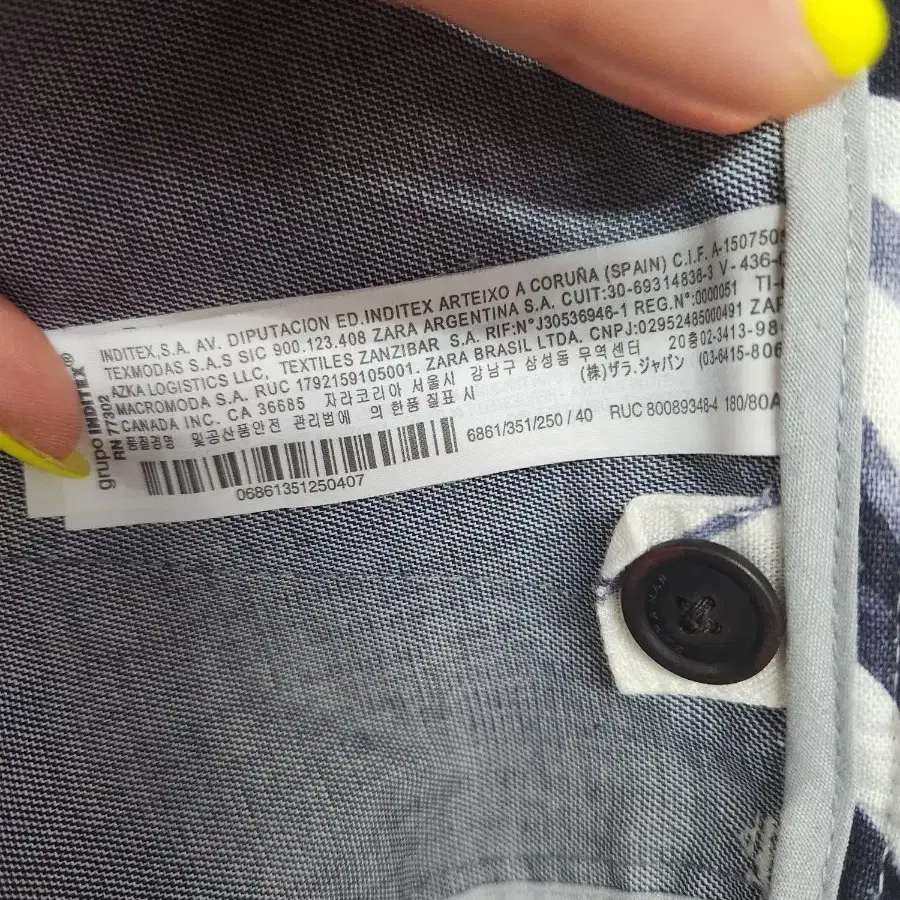 grupo INDITEX®
RN 77302
INDITEX,S.A. AV. DIPUTACION ED.INDITEX ARTEIXO A CORUÑA (SPAIN) C.I.F. A-150750
TEXMODAS S.A.S SIC 900.123.408 ZARA ARGENTINA S.A. CUIT:30-69314838-3 V-436-
AZKA LOGISTICS LLC, TEXTILES ZANZIBAR S.A. RIF:N°J30536946-1 REG.N°:0000051 TI-
MACROMODA S.A. RUC 1792159105001. ZARA BRASIL LTDA. CNPJ:02952485000491 ZAR
CANADA INC. CA 36685 자라코리아 서울시 강남구 삼성동 무역센터 20층02-3413-98
품질경영 및공산품안전 관리법에 의 한품 질표 시 (株)ザラ.ジャパン (03-6415-806
06861351250407
6861/351/250 / 40 RUC 80089348-4 180/80A